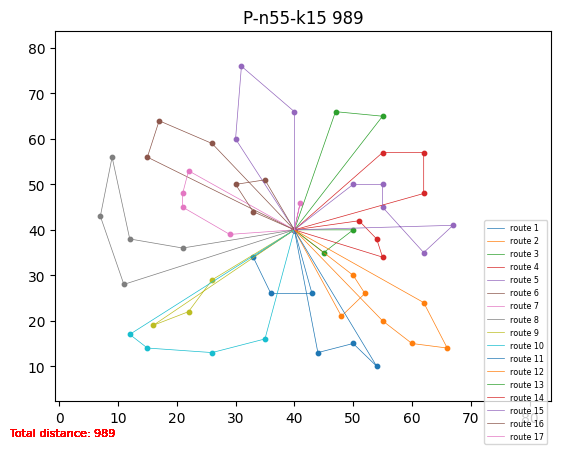 P-n55-k15 989
80
70
60
50
40
30
20
10
0 10 20 30 40 50 60 70 80
route 1
route 2
route 3
route 4
route 5
route 6
route 7
route 8
route 9
route 10
route 11
route 12
route 13
route 14
route 15
route 16
route 17
Total distance: 989